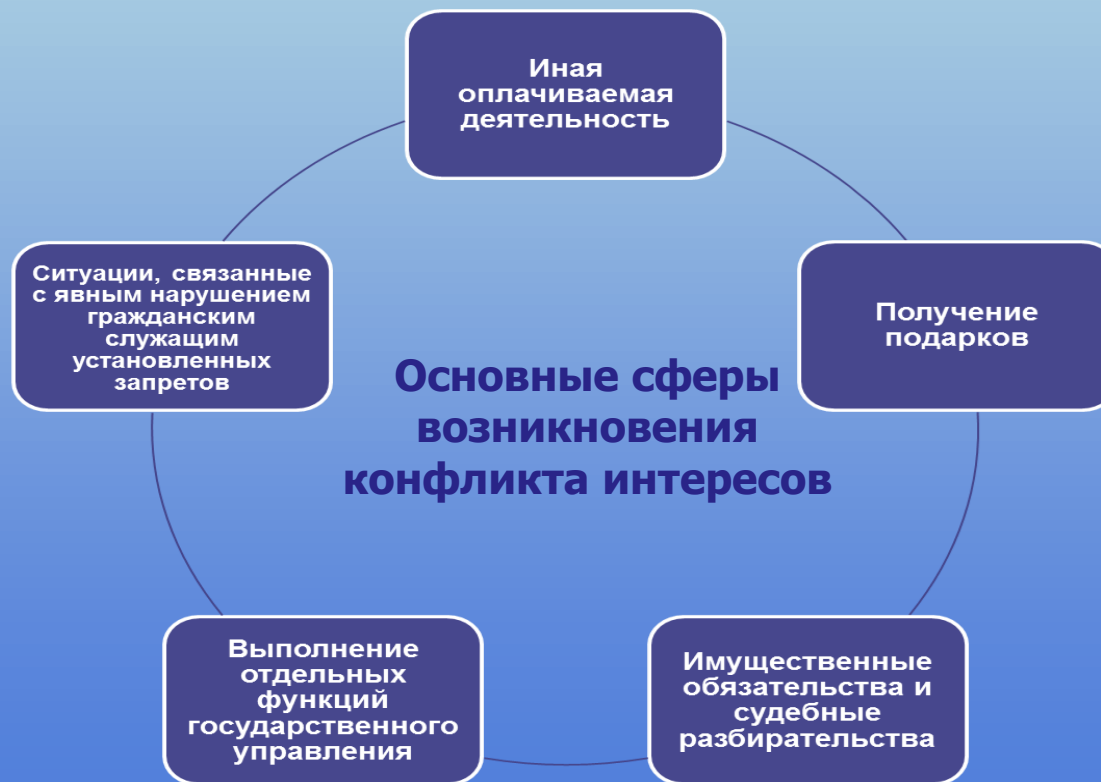 Иная
оплачиваемая
деятельность
Ситуации, связанные
с явным нарушением
гражданским
служащим
установленных
запретов
Получение
подарков
Основные сферы
возникновения
конфликта интересов
Выполнение
отдельных
функций
государственного
управления
Имущественные
обязательства и
судебные
разбирательства